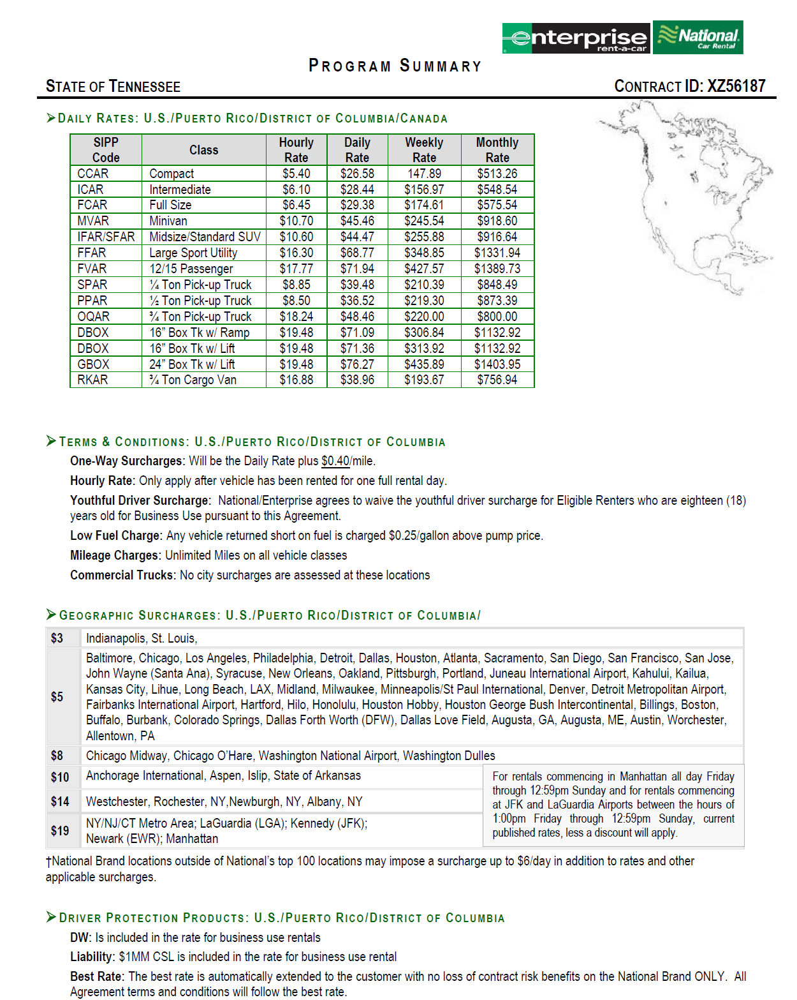 enterprise
rent-a-car
National
Car Rental
PROGRAM SUMMARY
STATE OF TENNESSEE CONTRACT ID: XZ56187
➢DAILY RATES: U.S./PUERTO RICO/DISTRICT OF COLUMBIA/CANADA
SIPP Code Class Hourly Rate Daily Rate Weekly Rate Monthly Rate
CCAR Compact $5.40 $26.58 147.89 $513.26
ICAR Intermediate $6.10 $28.44 $156.97 $548.54
FCAR Full Size $6.45 $29.38 $174.61 $575.54
MVAR Minivan $10.70 $45.46 $245.54 $918.60
IFAR/SFAR Midsize/Standard SUV $10.60 $44.47 $255.88 $916.64
FFAR Large Sport Utility $16.30 $68.77 $348.85 $1331.94
FVAR 12/15 Passenger $17.77 $71.94 $427.57 $1389.73
SPAR ¼ Ton Pick-up Truck $8.85 $39.48 $210.39 $848.49
PPAR ½ Ton Pick-up Truck $8.50 $36.52 $219.30 $873.39
OQAR ¾ Ton Pick-up Truck $18.24 $48.46 $220.00 $800.00
DBOX 16” Box Tk w/ Ramp $19.48 $71.09 $306.84 $1132.92
DBOX 16” Box Tk w/ Lift $19.48 $71.36 $313.92 $1132.92
GBOX 24” Box Tk w/ Lift $19.48 $76.27 $435.89 $1403.95
RKAR ¾ Ton Cargo Van $16.88 $38.96 $193.67 $756.94
➢TERMS & CONDITIONS: U.S./PUERTO RICO/DISTRICT OF COLUMBIA
One-Way Surcharges: Will be the Daily Rate plus $0.40/mile.
Hourly Rate: Only apply after vehicle has been rented for one full rental day.
Youthful Driver Surcharge: National/Enterprise agrees to waive the youthful driver surcharge for Eligible Renters who are eighteen (18)
years old for Business Use pursuant to this Agreement.
Low Fuel Charge: Any vehicle returned short on fuel is charged $0.25/gallon above pump price.
Mileage Charges: Unlimited Miles on all vehicle classes
Commercial Trucks: No city surcharges are assessed at these locations
➢GEOGRAPHIC SURCHARGES: U.S./PUERTO RICO/DISTRICT OF COLUMBIA/
$3 Indianapolis, St. Louis,
$5 Baltimore, Chicago, Los Angeles, Philadelphia, Detroit, Dallas, Houston, Atlanta, Sacramento, San Diego, San Francisco, San Jose,
John Wayne (Santa Ana), Syracuse, New Orleans, Oakland, Pittsburgh, Portland, Juneau International Airport, Kahului, Kailua,
Kansas City, Lihue, Long Beach, LAX, Midland, Milwaukee, Minneapolis/St Paul International, Denver, Detroit Metropolitan Airport,
Fairbanks International Airport, Hartford, Hilo, Honolulu, Houston Hobby, Houston George Bush Intercontinental, Billings, Boston,
Buffalo, Burbank, Colorado Springs, Dallas Forth Worth (DFW), Dallas Love Field, Augusta, GA, Augusta, ME, Austin, Worchester,
Allentown, PA
$8 Chicago Midway, Chicago O’Hare, Washington National Airport, Washington Dulles
$10 Anchorage International, Aspen, Islip, State of Arkansas
$14 Westchester, Rochester, NY,Newburgh, NY, Albany, NY
$19 NY/NJ/CT Metro Area; LaGuardia (LGA); Kennedy (JFK);
Newark (EWR); Manhattan
For rentals commencing in Manhattan all day Friday
through 12:59pm Sunday and for rentals commencing
at JFK and LaGuardia Airports between the hours of
1:00pm Friday through 12:59pm Sunday, current
published rates, less a discount will apply.
†National Brand locations outside of National’s top 100 locations may impose a surcharge up to $6/day in addition to rates and other
applicable surcharges.
➢DRIVER PROTECTION PRODUCTS: U.S./PUERTO RICO/DISTRICT OF COLUMBIA
DW: Is included in the rate for business use rentals
Liability: $1MM CSL is included in the rate for business use rental
Best Rate: The best rate is automatically extended to the customer with no loss of contract risk benefits on the National Brand ONLY. All
Agreement terms and conditions will follow the best rate.